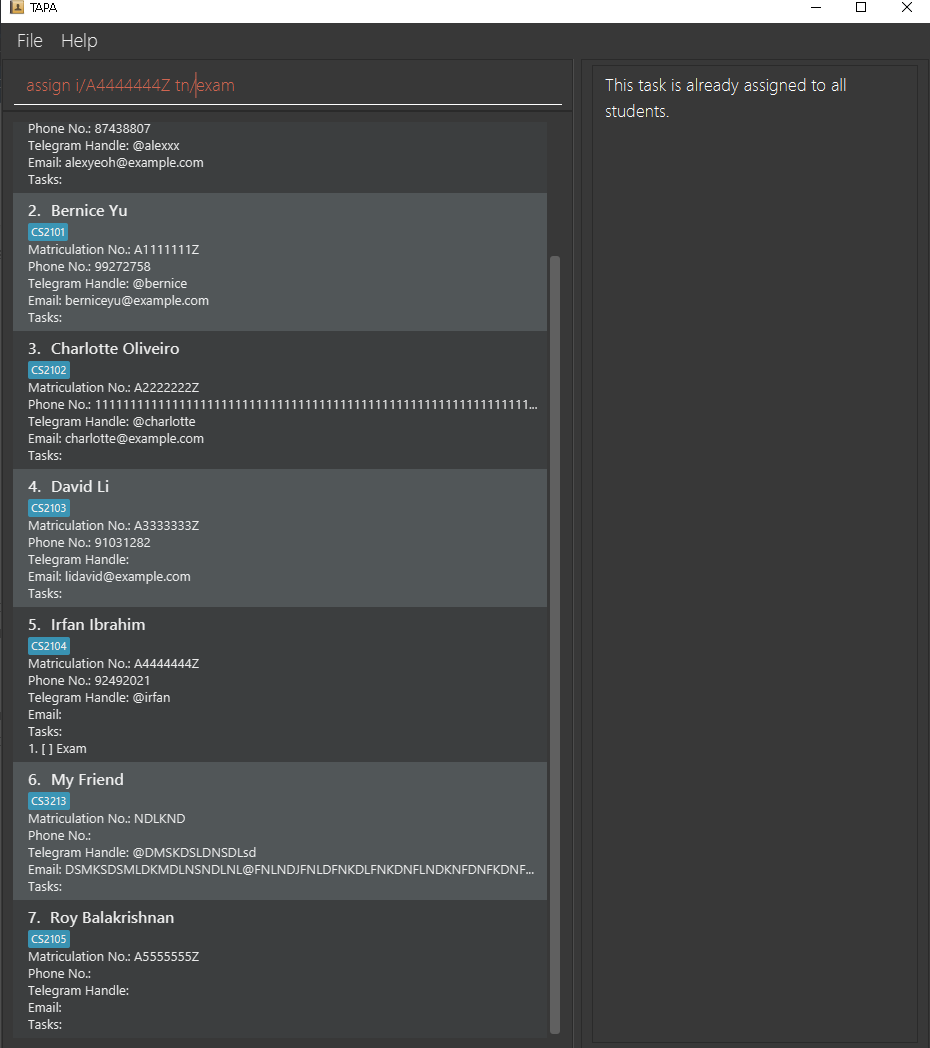 TAPA
File Help
assign i/A4444444Z tn/exam
This task is already assigned to all
students.
Phone No.: 87438807
Telegram Handle: @alexxx
Email: alexyeoh@example.com
Tasks:
2. Bernice Yu
CS2101
Matriculation No.: A1111111Z
Phone No.: 99272758
Telegram Handle: @bernice
Email: berniceyu@example.com
Tasks:
3. Charlotte Oliveiro
CS2102
Matriculation No.: A2222222Z
Phone No.: 11111111111111111111111111111111111111111111111111111111111111...
Telegram Handle: @charlotte
Email: charlotte@example.com
Tasks:
4. David Li
CS2103
Matriculation No.: A3333333Z
Phone No.: 91031282
Telegram Handle:
Email: lidavid@example.com
Tasks:
5. Irfan Ibrahim
CS2104
Matriculation No.: A4444444Z
Phone No.: 92492021
Telegram Handle: @irfan
Email:
Tasks:
1. [ ] Exam
6. My Friend
CS3213
Matriculation No.: NDLKND
Phone No.:
Telegram Handle: @DMSKDSLDNSDLsd
Email: DSMKSDSMLDKMDLNSNDLNL@FNLNDJFNLDFNKDLFNKDNFLNDKNFDNFKDNF...
Tasks:
7. Roy Balakrishnan
CS2105
Matriculation No.: A5555555Z
Phone No.:
Telegram Handle:
Email:
Tasks: